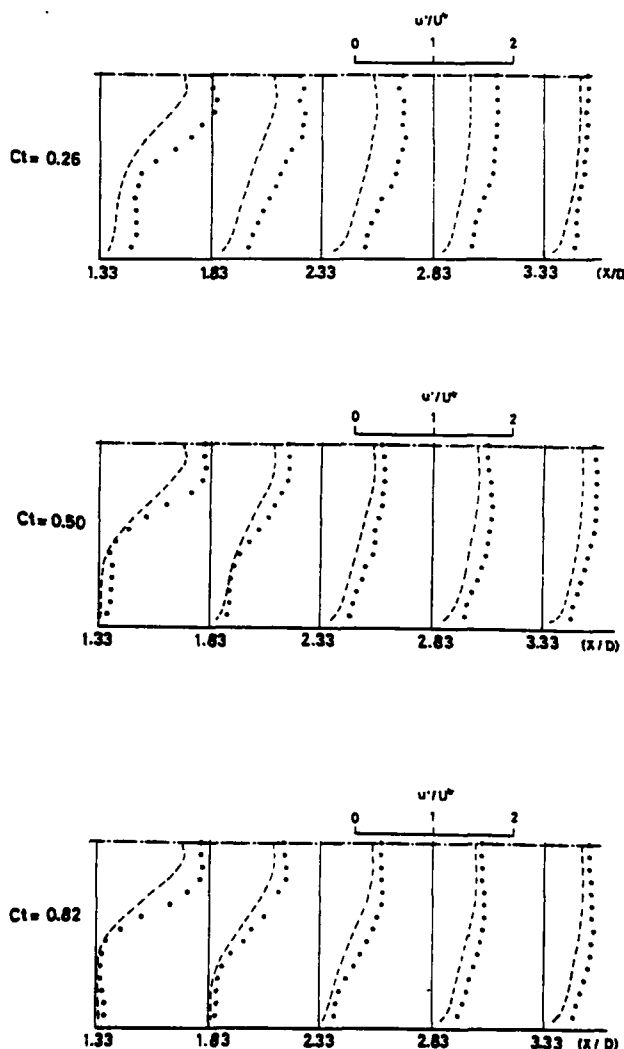 u'/U*
0 1 2
Ct= 0.26
1.33 1.83 2.33 2.83 3.33 (X/D
u'/U*
0 1 2
Ct= 0.50
1.33 1.83 2.33 2.83 3.33 (X/D)
u'/U*
0 1 2
Ct= 0.82
1.33 1.83 2.33 2.83 3.33 (X/D)